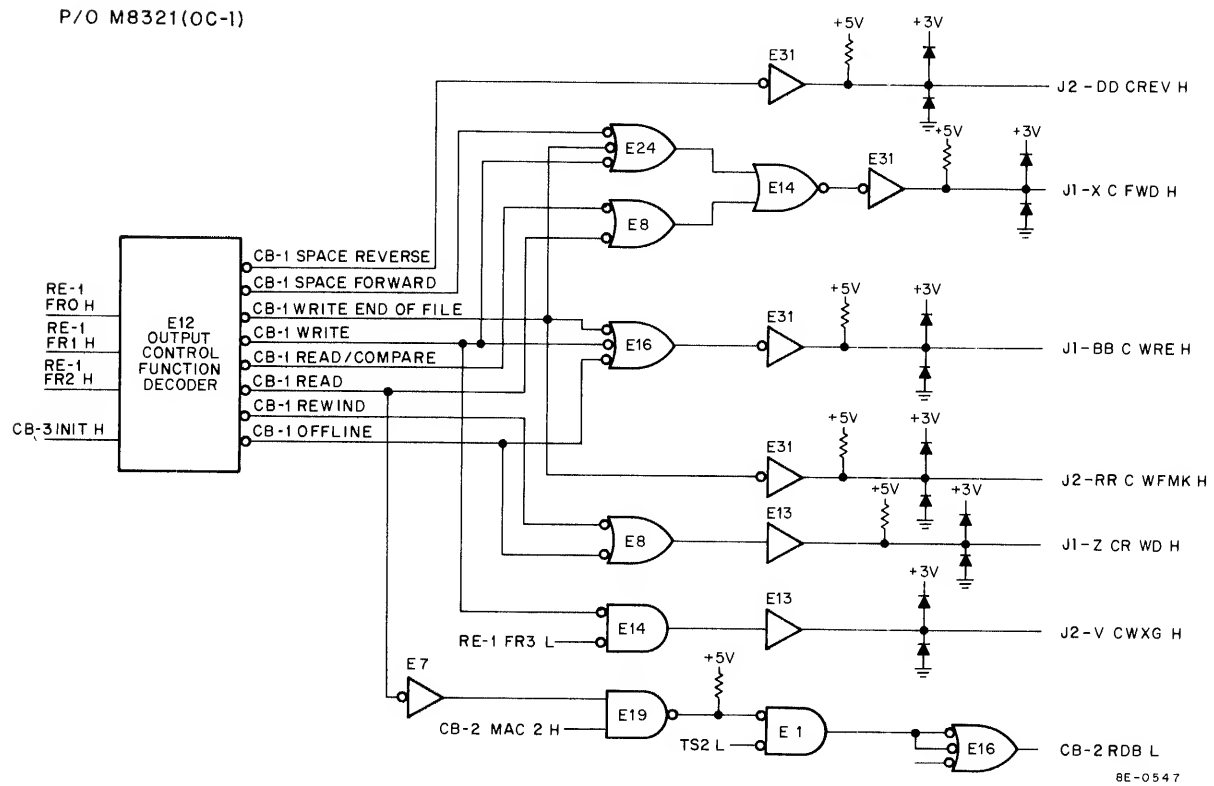 P/O M8321(OC-1)
+5V
+3V
E31
J2-DD CREV H
+5V
+3V
E24
E31
E14
J1-X C FWD H
E8
CB-1 SPACE REVERSE
CB-1 SPACE FORWARD
CB-1 WRITE END OF FILE
CB-1 WRITE
CB-1 READ/COMPARE
CB-1 READ
CB-1 REWIND
CB-1 OFFLINE
RE-1
FR0 H
RE-1
FR1 H
RE-1
FR2 H
CB-3 INIT H
E12
OUTPUT
CONTROL
FUNCTION
DECODER
+5V
+3V
E31
E16
J1-BB C WRE H
+5V
+3V
E31
J2-RR C WFMK H
+5V
+3V
E13
E8
J1-Z CR WD H
+3V
E13
E14
RE-1 FR3 L
J2-V CWXG H
E7
+5V
E19
CB-2 MAC 2 H
E1
TS2 L
E16
CB-2 RDB L
8E-0547